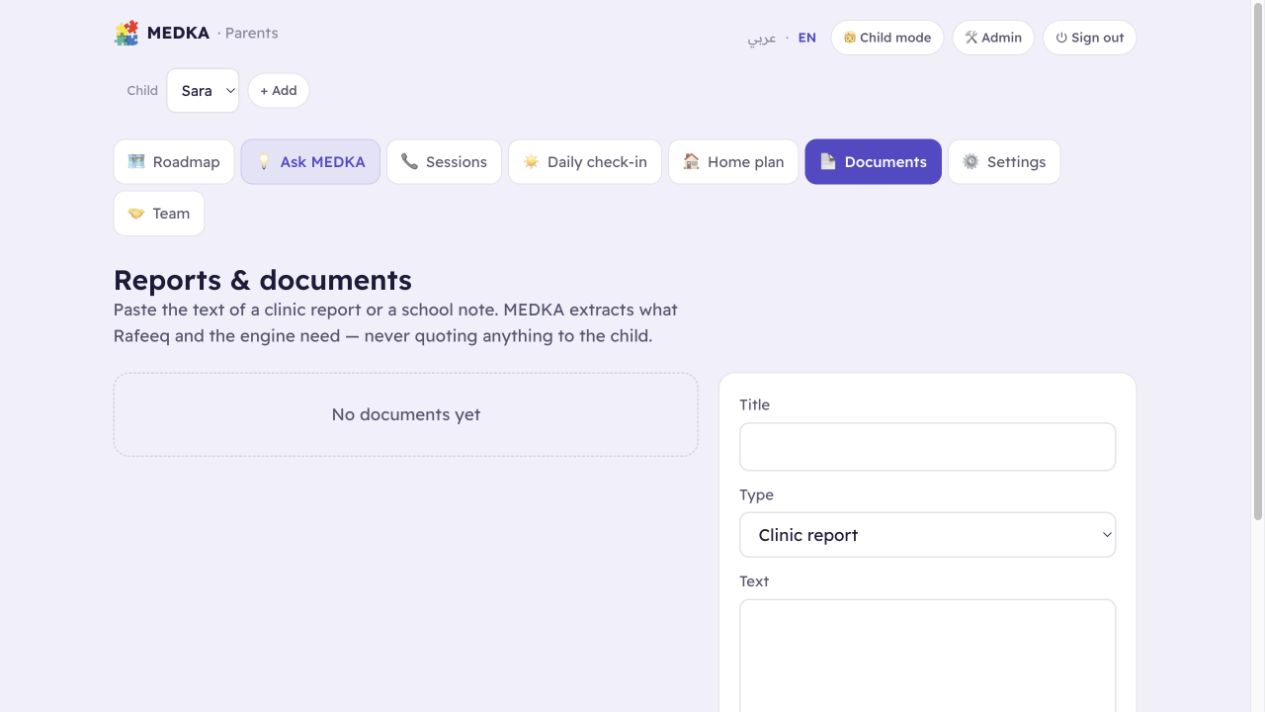 MEDKA · Parents
عربي · EN
Child mode
Admin
Sign out
Child
Sara
+ Add
Roadmap
Ask MEDKA
Sessions
Daily check-in
Home plan
Documents
Settings
Team
Reports & documents
Paste the text of a clinic report or a school note. MEDKA extracts what
Rafeeq and the engine need — never quoting anything to the child.
No documents yet
Title
Type
Clinic report
Text